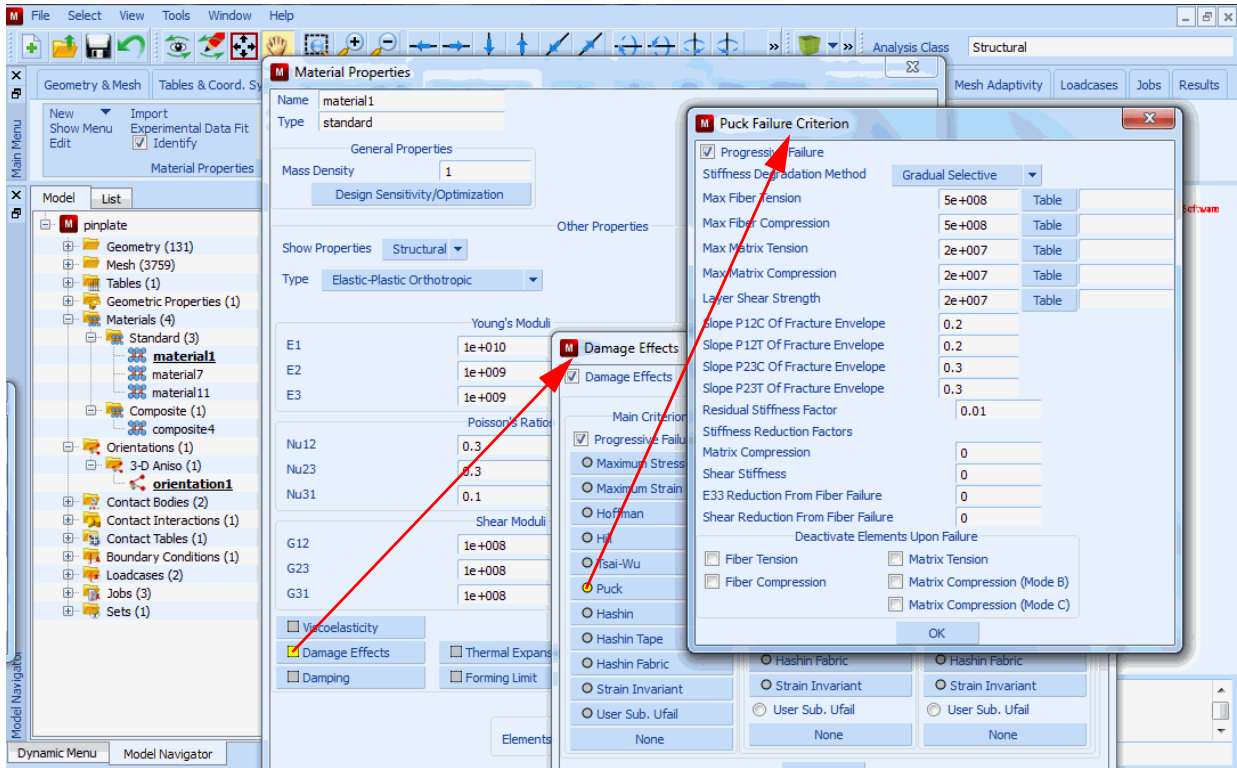 File Select View Tools Window Help
Analysis Class Structural
Geometry & Mesh Tables & Coord. Sy
Mesh Adaptivity Loadcases Jobs Results
Main Menu
New Import
Show Menu Experimental Data Fit
Edit Identify
Material Properties
Model List
pinplate
Geometry (131)
Mesh (3759)
Tables (1)
Geometric Properties (1)
Materials (4)
Standard (3)
material1
material7
material11
Composite (1)
composite4
Orientations (1)
3-D Aniso (1)
orientation1
Contact Bodies (2)
Contact Interactions (1)
Contact Tables (1)
Boundary Conditions (1)
Loadcases (2)
Jobs (3)
Sets (1)
Model Navigator
Dynamic Menu Model Navigator
Material Properties
Name material1
Type standard
General Properties
Mass Density 1
Design Sensitivity/Optimization
Other Properties
Show Properties Structural
Type Elastic-Plastic Orthotropic
Young's Moduli
E1 1e+010
E2 1e+009
E3 1e+009
Poisson's Ratios
Nu12 0.3
Nu23 0.3
Nu31 0.1
Shear Moduli
G12 1e+008
G23 1e+008
G31 1e+008
Viscoelasticity
Damage Effects Thermal Expans
Damping Forming Limit
Elements
Damage Effects
Damage Effects
Main Criterion
Progressive Failu
Maximum Stress
Maximum Strain
Hoffman
Hill
Tsai-Wu
Puck
Hashin
Hashin Tape
Hashin Fabric Hashin Fabric Hashin Fabric
Strain Invariant Strain Invariant Strain Invariant
User Sub. Ufail User Sub. Ufail User Sub. Ufail
None None None
Puck Failure Criterion
Progressive Failure
Stiffness Degradation Method Gradual Selective
Max Fiber Tension 5e+008 Table
Max Fiber Compression 5e+008 Table
Max Matrix Tension 2e+007 Table
Max Matrix Compression 2e+007 Table
Layer Shear Strength 2e+007 Table
Slope P12C Of Fracture Envelope 0.2
Slope P12T Of Fracture Envelope 0.2
Slope P23C Of Fracture Envelope 0.3
Slope P23T Of Fracture Envelope 0.3
Residual Stiffness Factor 0.01
Stiffness Reduction Factors
Matrix Compression 0
Shear Stiffness 0
E33 Reduction From Fiber Failure 0
Shear Reduction From Fiber Failure 0
Deactivate Elements Upon Failure
Fiber Tension Matrix Tension
Fiber Compression Matrix Compression (Mode B)
Matrix Compression (Mode C)
OK
Software